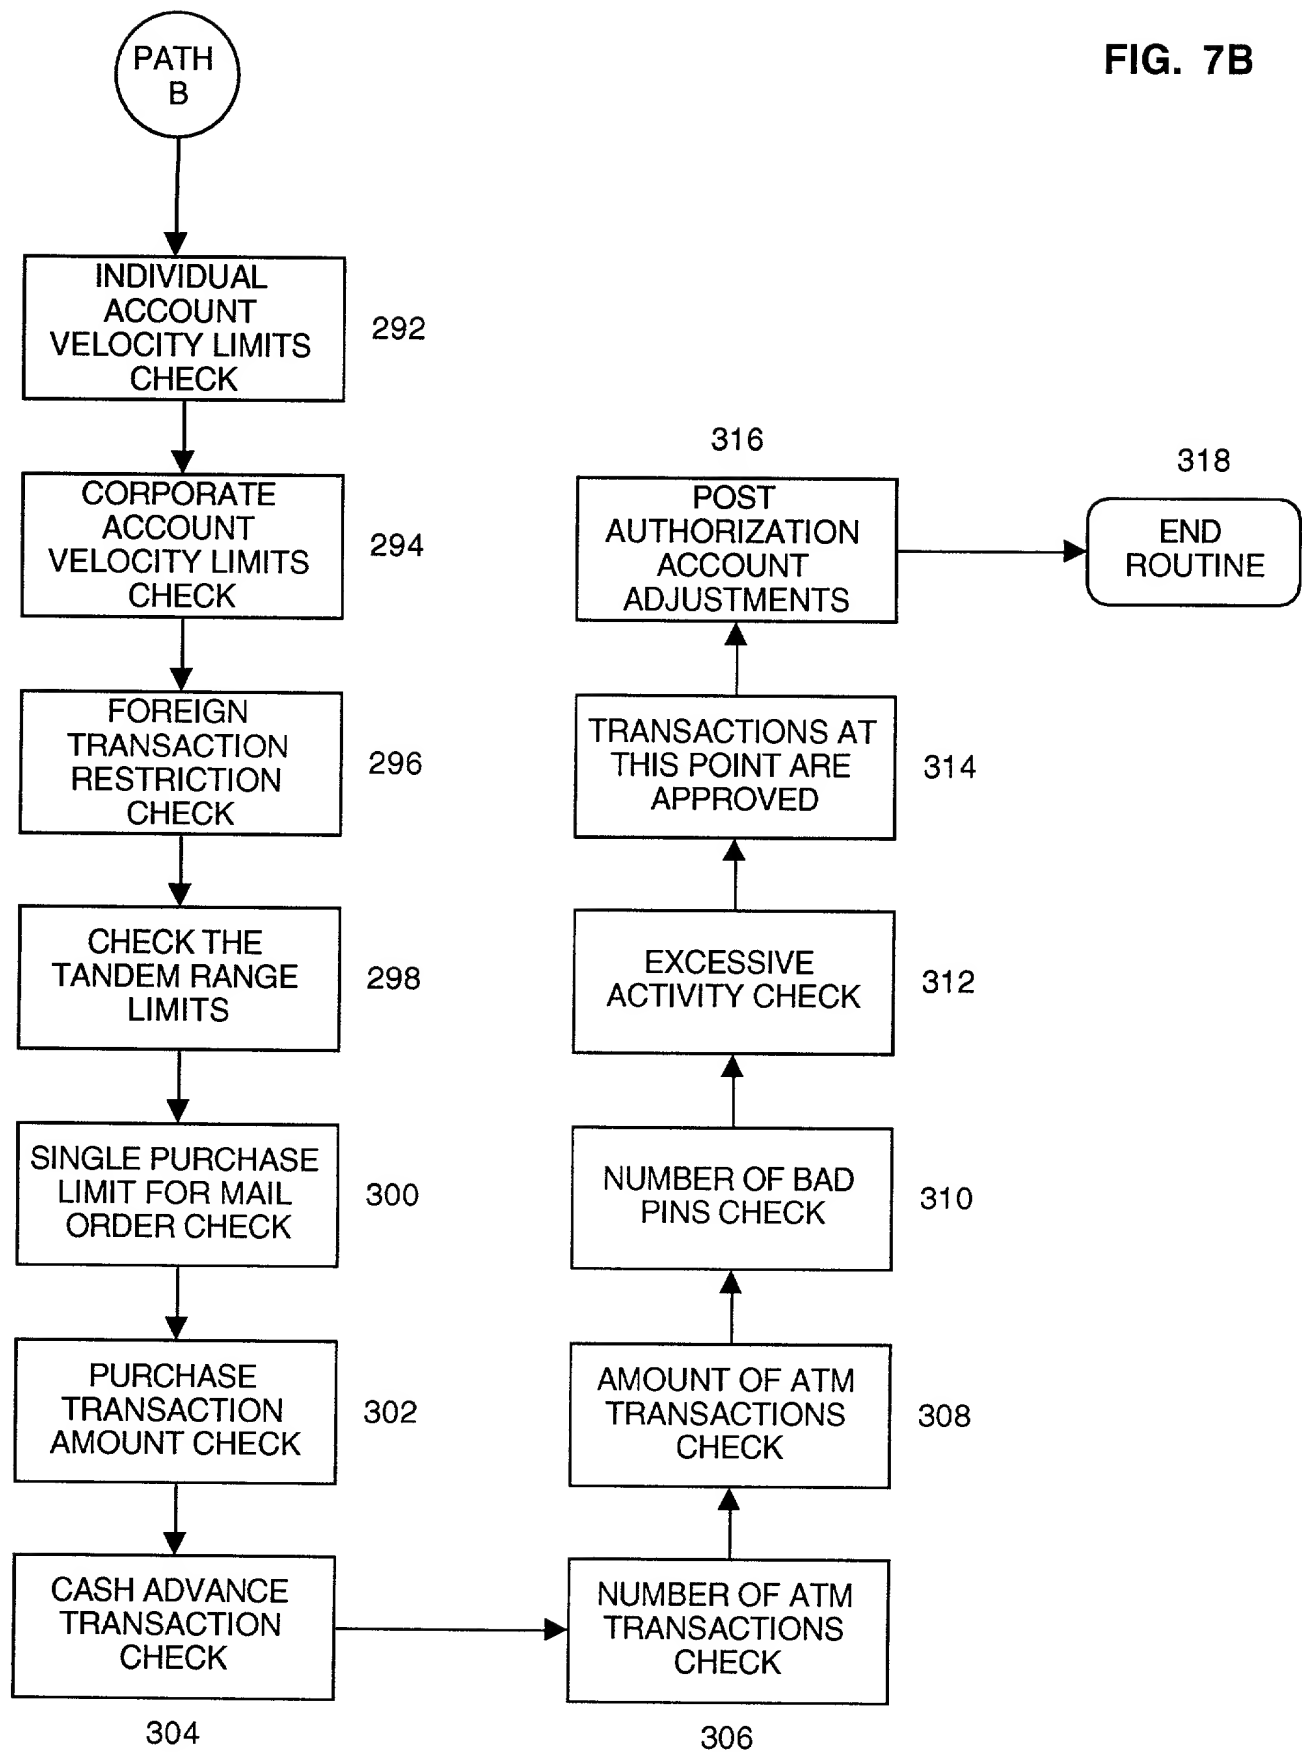 FIG. 7B
PATH
B
INDIVIDUAL
ACCOUNT
VELOCITY LIMITS
CHECK
292
CORPORATE
ACCOUNT
VELOCITY LIMITS
CHECK
294
FOREIGN
TRANSACTION
RESTRICTION
CHECK
296
CHECK THE
TANDEM RANGE
LIMITS
298
SINGLE PURCHASE
LIMIT FOR MAIL
ORDER CHECK
300
PURCHASE
TRANSACTION
AMOUNT CHECK
302
CASH ADVANCE
TRANSACTION
CHECK
304
NUMBER OF ATM
TRANSACTIONS
CHECK
306
AMOUNT OF ATM
TRANSACTIONS
CHECK
308
NUMBER OF BAD
PINS CHECK
310
EXCESSIVE
ACTIVITY CHECK
312
TRANSACTIONS AT
THIS POINT ARE
APPROVED
314
316
POST
AUTHORIZATION
ACCOUNT
ADJUSTMENTS
318
END
ROUTINE